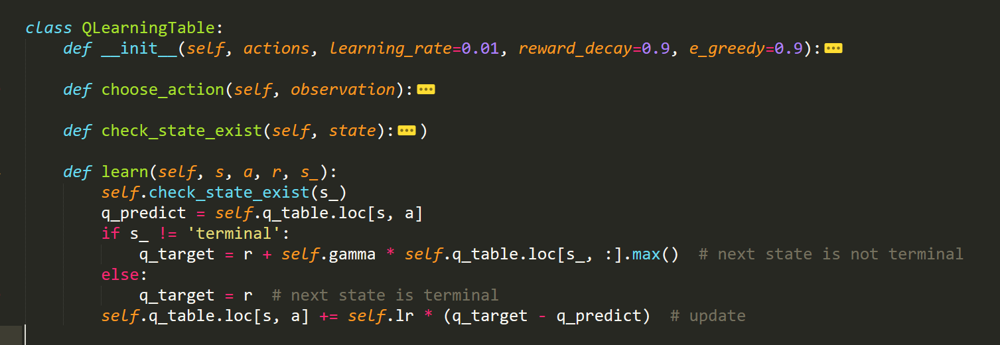 class QLearningTable:
    def __init__(self, actions, learning_rate=0.01, reward_decay=0.9, e_greedy=0.9):
    def choose_action(self, observation):
    def check_state_exist(self, state):)
    def learn(self, s, a, r, s_):
        self.check_state_exist(s_)
        q_predict = self.q_table.loc[s, a]
        if s_ != 'terminal':
            q_target = r + self.gamma * self.q_table.loc[s_, :].max()  # next state is not terminal
        else:
            q_target = r  # next state is terminal
        self.q_table.loc[s, a] += self.lr * (q_target - q_predict)  # update